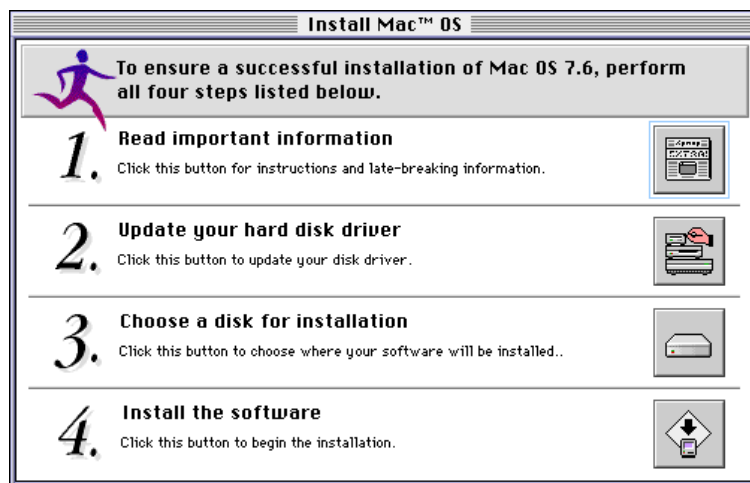 Install Mac™ OS
To ensure a successful installation of Mac OS 7.6, perform
all four steps listed below.
1. Read important information
Click this button for instructions and late-breaking information.
EXTRA!
2. Update your hard disk driver
Click this button to update your disk driver.
3. Choose a disk for installation
Click this button to choose where your software will be installed..
4. Install the software
Click this button to begin the installation.